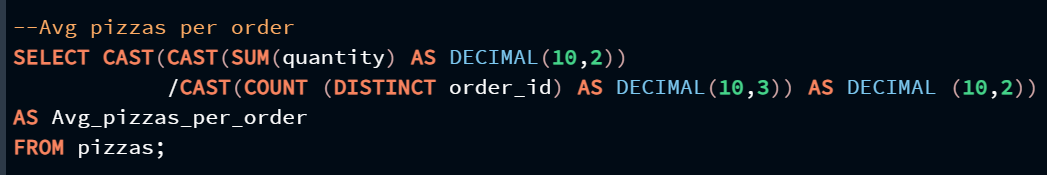 --Avg pizzas per order
SELECT CAST(CAST(SUM(quantity) AS DECIMAL(10,2))
/CAST(COUNT (DISTINCT order_id) AS DECIMAL(10,3)) AS DECIMAL (10,2))
AS Avg_pizzas_per_order
FROM pizzas;